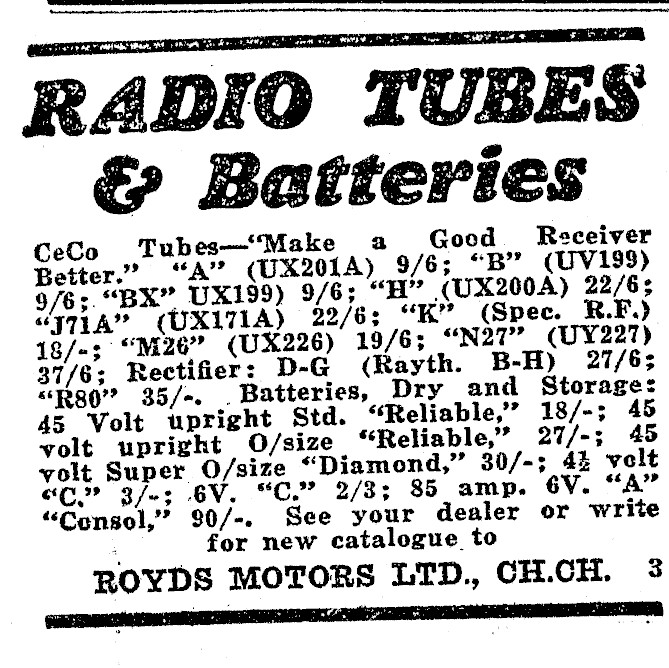 RADIO TUBES
& Batteries
CeCo Tubes—“Make a Good Receiver
Better.” “A” (UX201A) 9/6; “B” (UV199)
9/6; “BX” UX199) 9/6; “H” (UX200A) 22/6;
“J71A” (UX171A) 22/6; “K” (Spec. R.F.)
18/-; “M26” (UX226) 19/6; “N27” (UY227)
37/6; Rectifier: D-G (Rayth. B-H) 27/6;
“R80” 35/-. Batteries, Dry and Storage:
45 Volt upright Std. “Reliable,” 18/-; 45
volt upright O/size “Reliable,” 27/-; 45
volt Super O/size “Diamond,” 30/-; 4½ volt
“C.” 3/-; 6V. “C.” 2/3; 85 amp. 6V. “A”
“Consol,” 90/-. See your dealer or write
for new catalogue to
ROYDS MOTORS LTD., CH.CH. 3